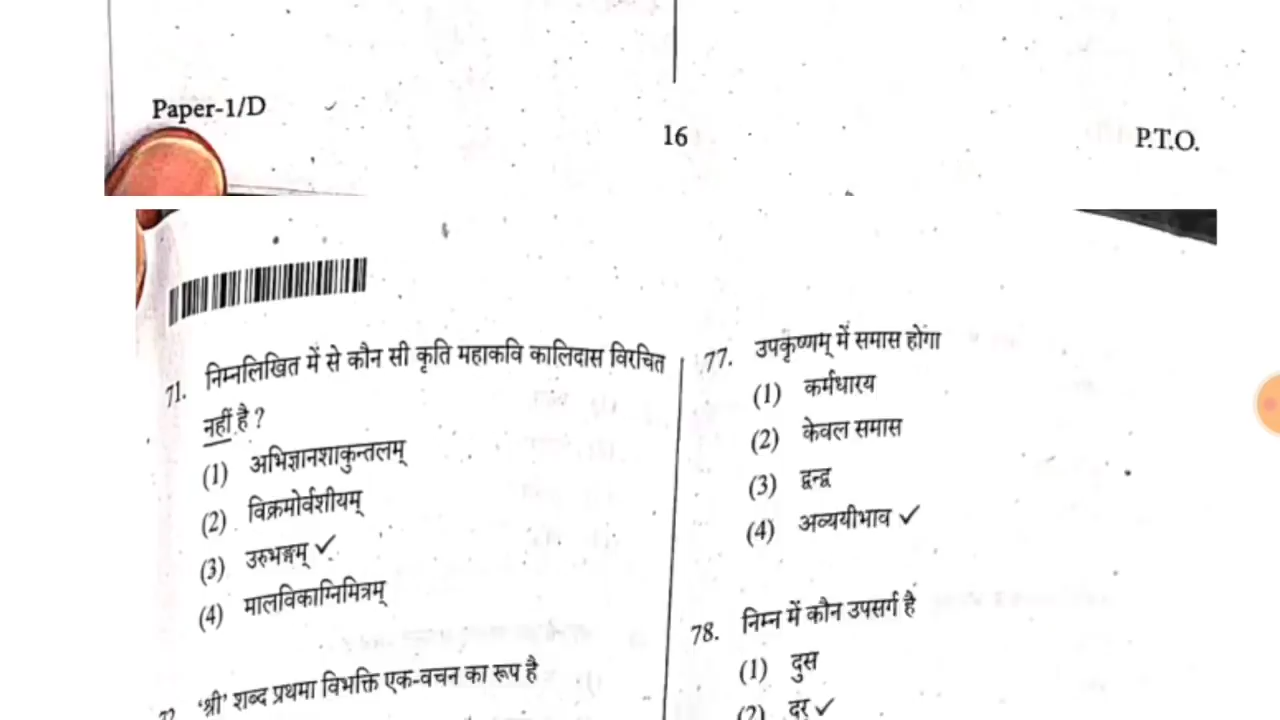 Paper-1/D
16
P.T.O.
71. निम्नलिखित में से कौन सी कृति महाकवि कालिदास विरचित
नहीं है ?
(1) अभिज्ञानशाकुन्तलम्
(2) विक्रमोर्वशीयम्
(3) उरुभङ्गम् ✓
(4) मालविकाग्निमित्रम्
'श्री' शब्द प्रथमा विभक्ति एक-वचन का रूप है
77. उपकृष्णम् में समास होगा
(1) कर्मधारय
(2) केवल समास
(3) द्वन्द्व
(4) अव्ययीभाव ✓
78. निम्न में कौन उपसर्ग है
(1) दुस
(2) दर् ✓